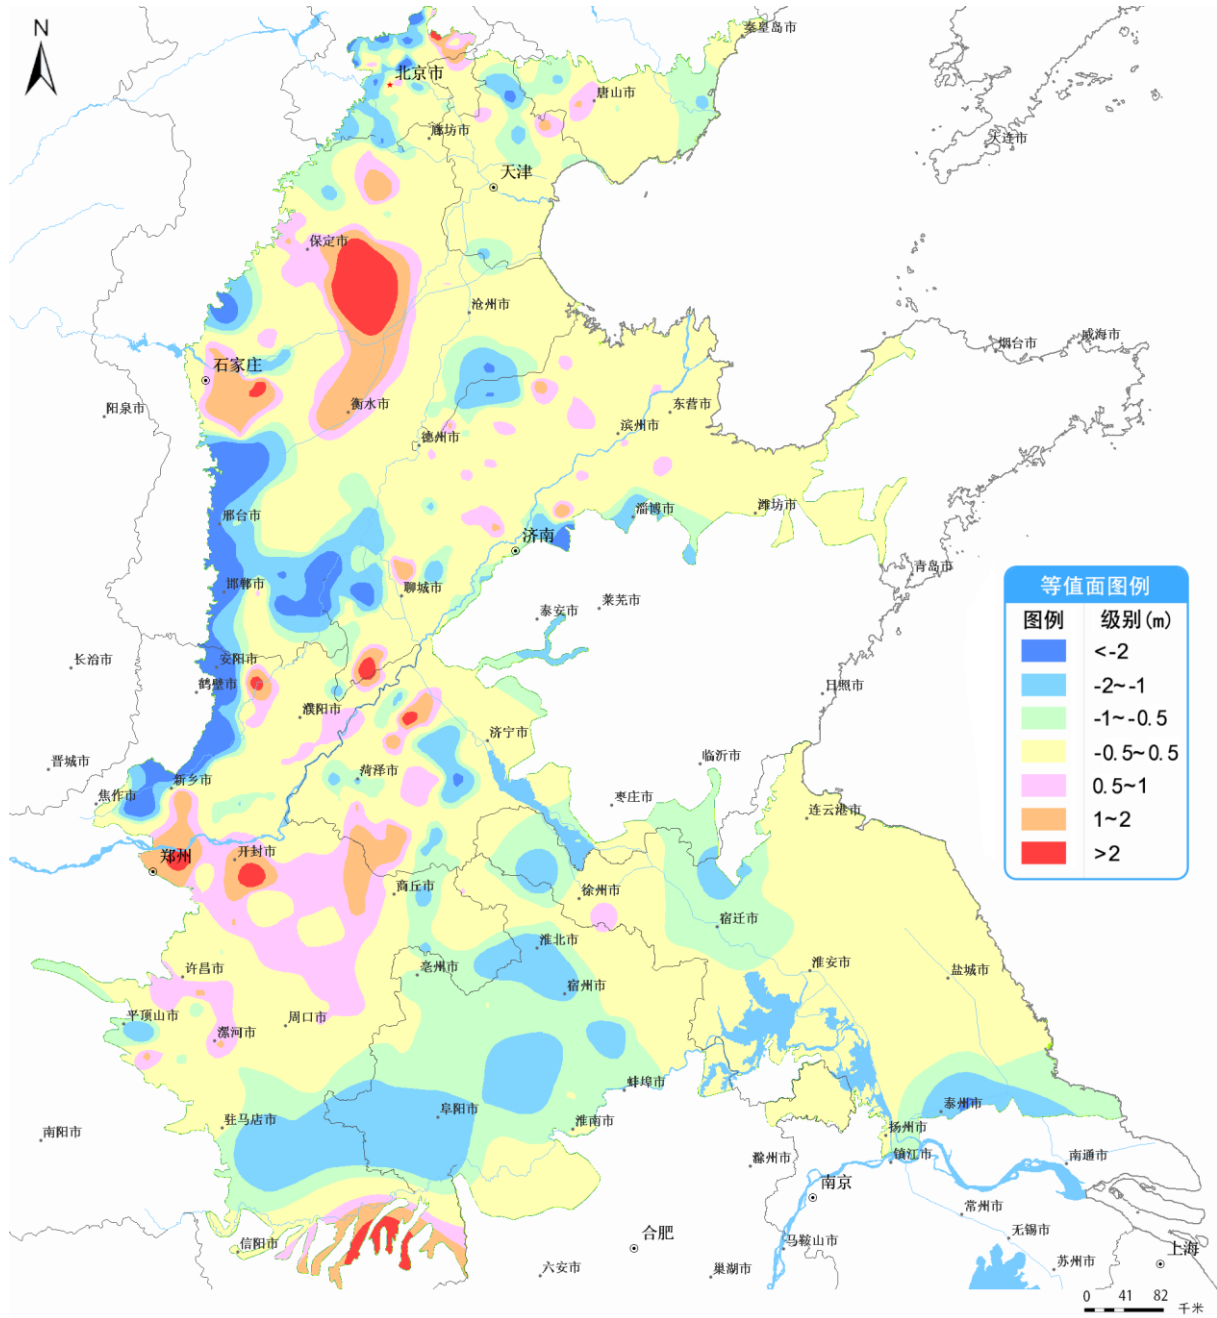 N
秦皇岛市
北京市
唐山市
廊坊市
大连市
天津
保定市
沧州市
石家庄
烟台市
威海市
阳泉市
衡水市
东营市
滨州市
德州市
邢台市
淄博市
潍坊市
济南
青岛市
邯郸市
聊城市
泰安市
莱芜市
等值面图例
图例 级别(m)
<-2
-2~-1
-1~-0.5
-0.5~0.5
0.5~1
1~2
>2
长治市
安阳市
鹤壁市
日照市
濮阳市
济宁市
晋城市
新乡市
菏泽市
临沂市
焦作市
枣庄市
连云港市
郑州
开封市
商丘市
徐州市
宿迁市
淮北市
许昌市
亳州市
宿州市
淮安市
盐城市
平顶山市
漯河市
周口市
蚌埠市
泰州市
驻马店市
阜阳市
淮南市
南阳市
扬州市
滁州市
镇江市
南通市
南京
常州市
信阳市
合肥
马鞍山市
无锡市
上海
六安市
巢湖市
苏州市
0 41 82
千米